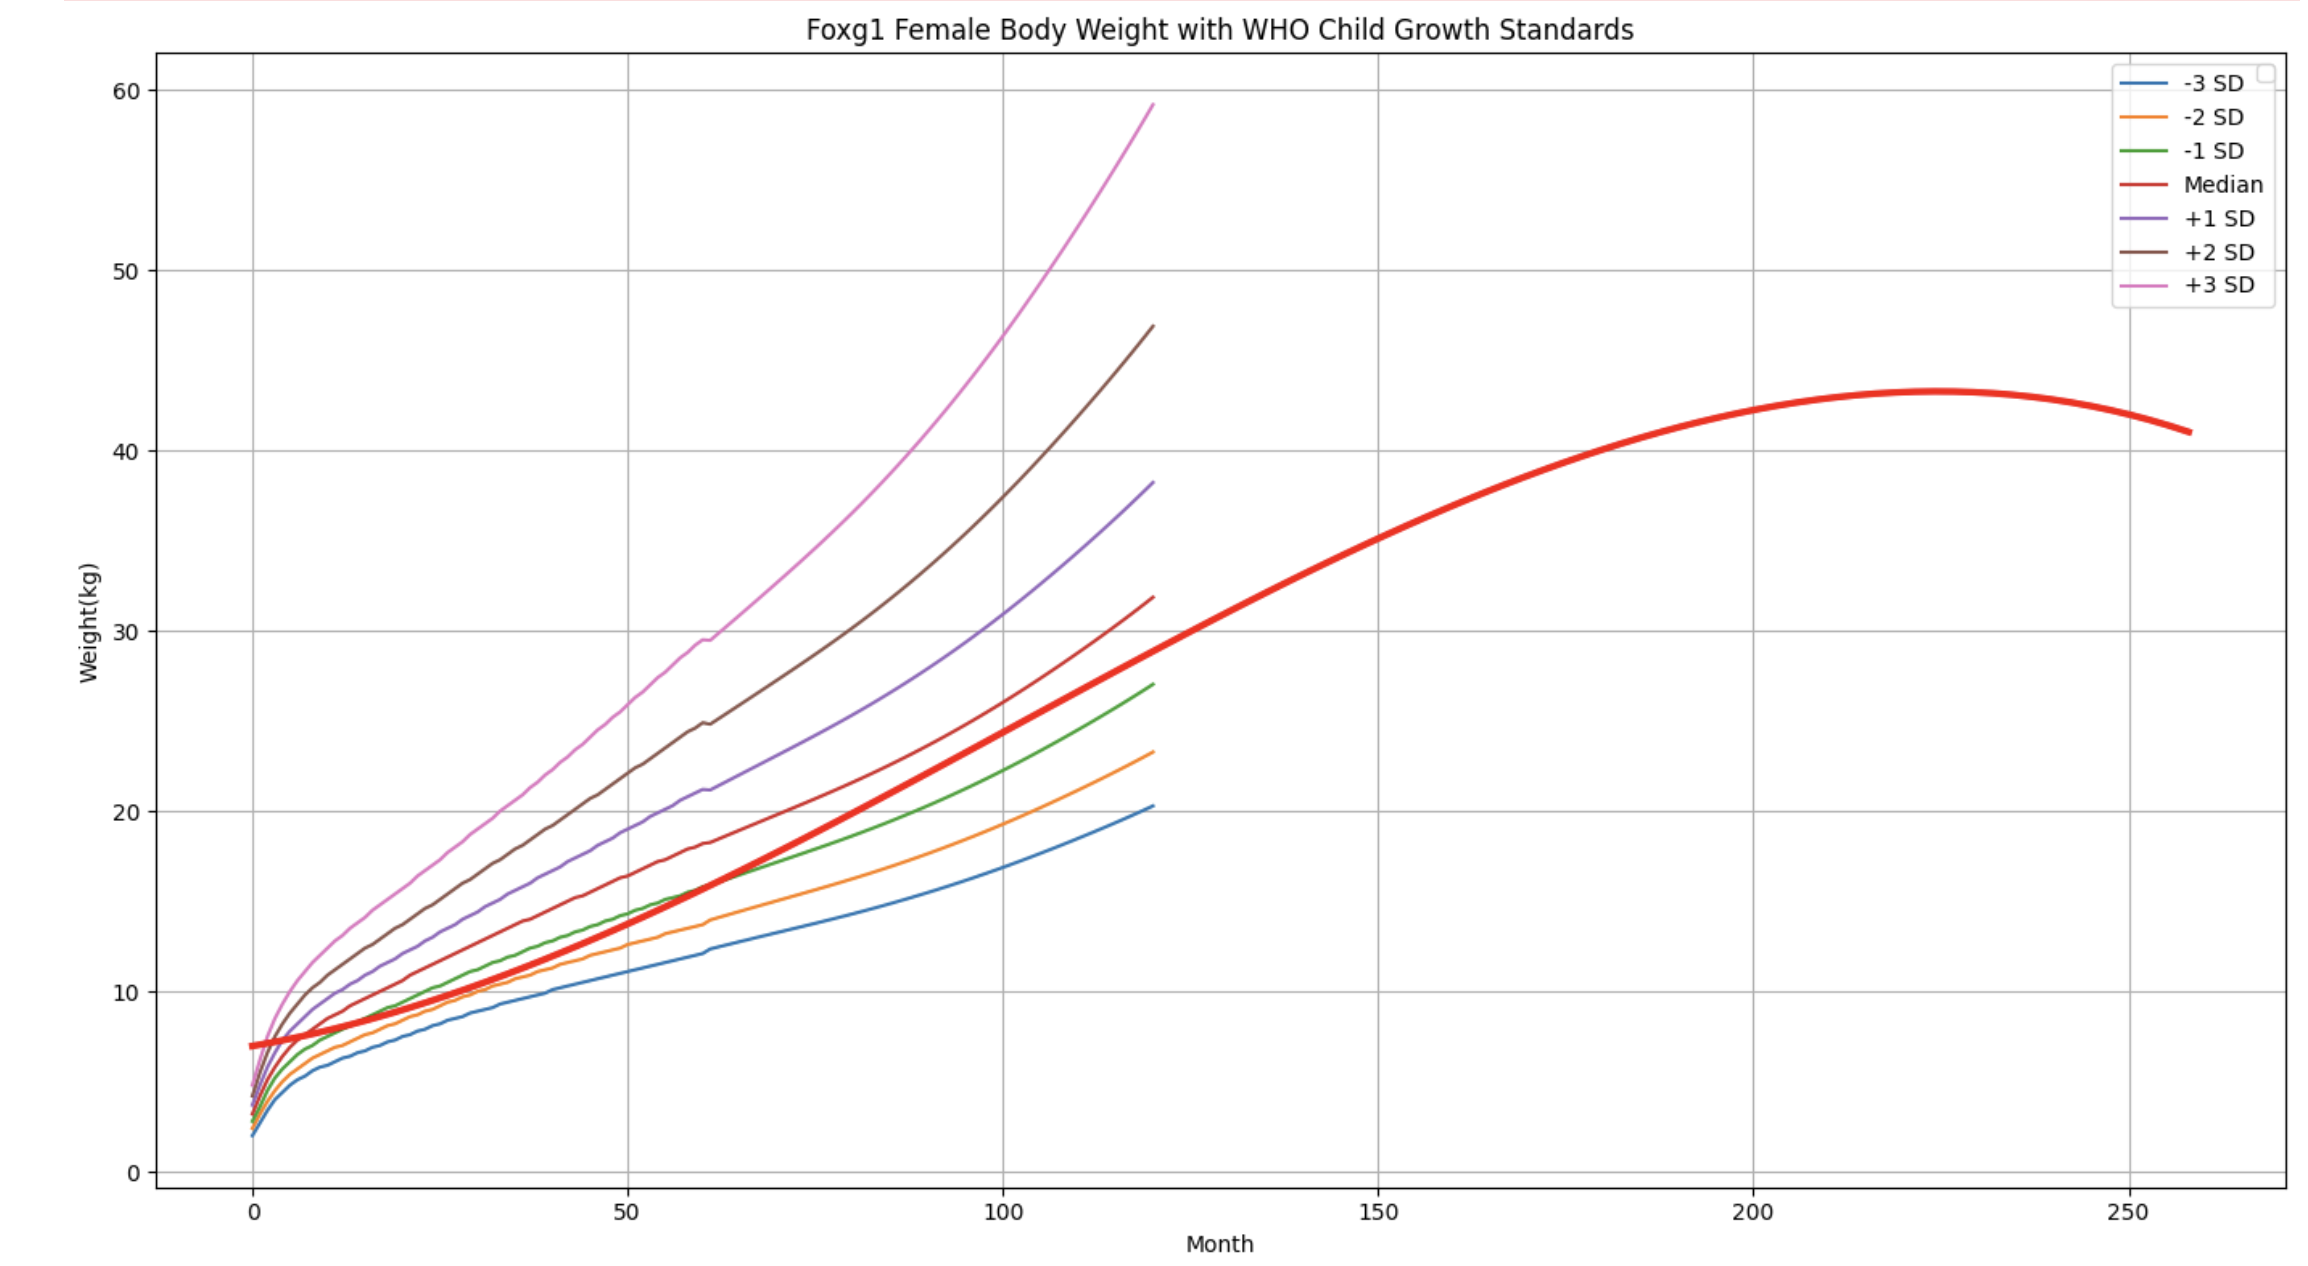 Foxg1 Female Body Weight with WHO Child Growth Standards
60
50
40
30
20
10
0
Weight(kg)
-3 SD
-2 SD
-1 SD
Median
+1 SD
+2 SD
+3 SD
0 50 100 150 200 250
Month